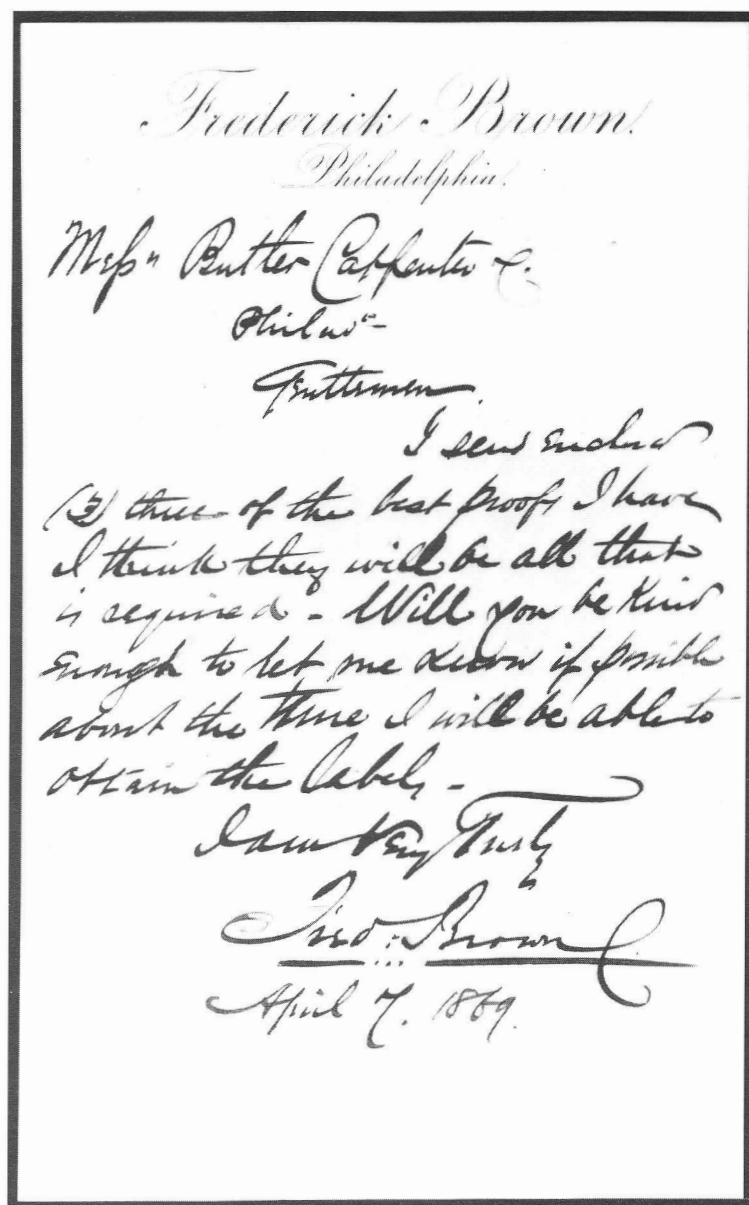 Frederick Brown.
Philadelphia.
Messrs Butler Carpenter &
Philada
Gentlemen
I send enclosed
(3) three of the best proofs I have
I think they will be all that
is required - Will you be kind
enough to let me know if possible
about the time I will be able to
obtain the labels -
I am Very Truly
Fred: Brown
April 7. 1869.